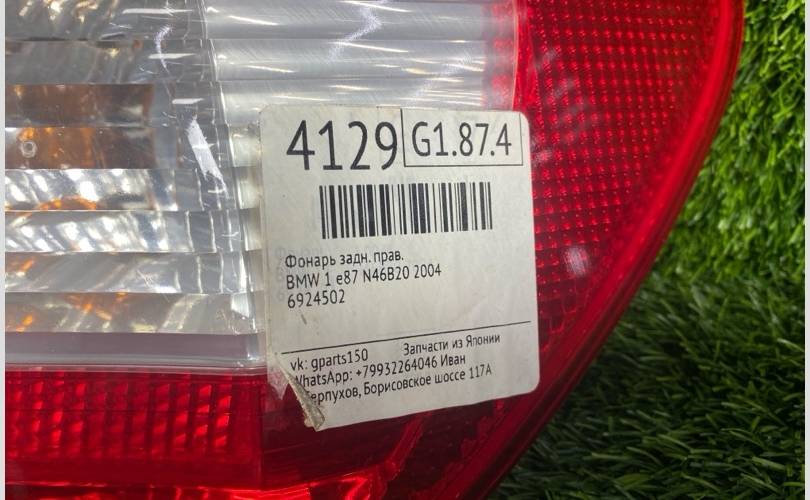 4129 G1.87.4
Фонарь задн. прав.
BMW 1 e87 N46B20 2004
6924502
vk: gparts150 Запчасти из Японии
WhatsApp: +79932264046 Иван
Серпухов, Борисовское шоссе 117А